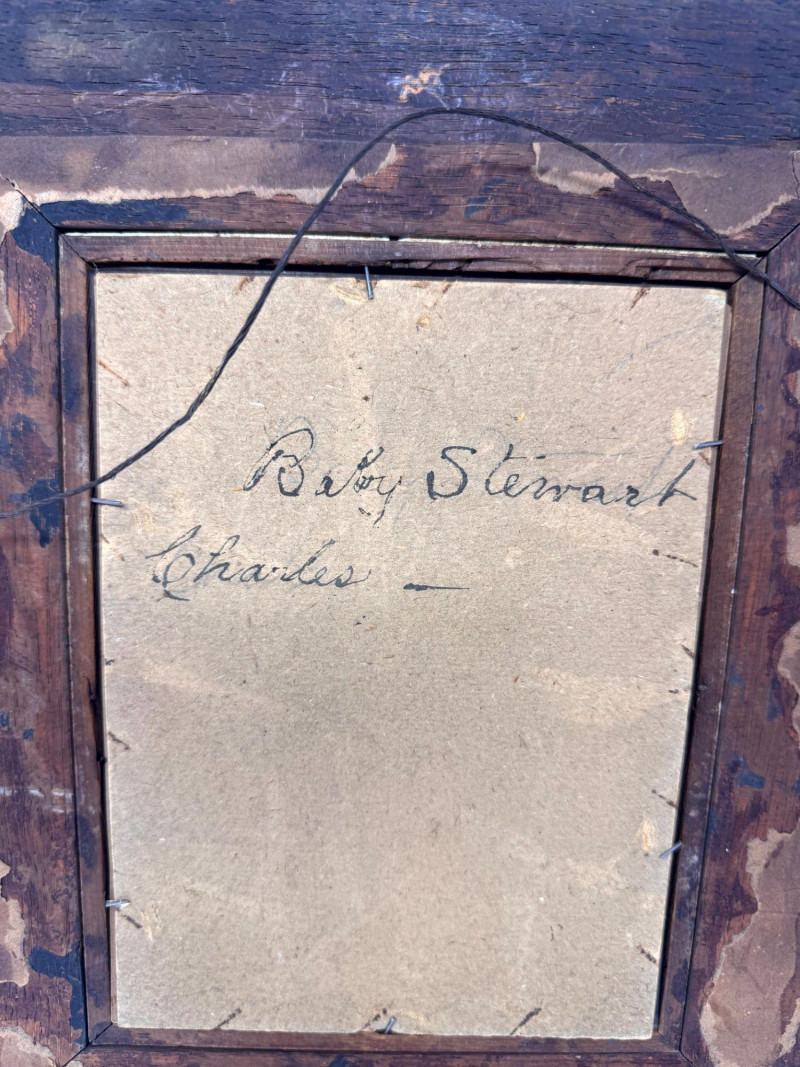 Baby Stewart
Charles —